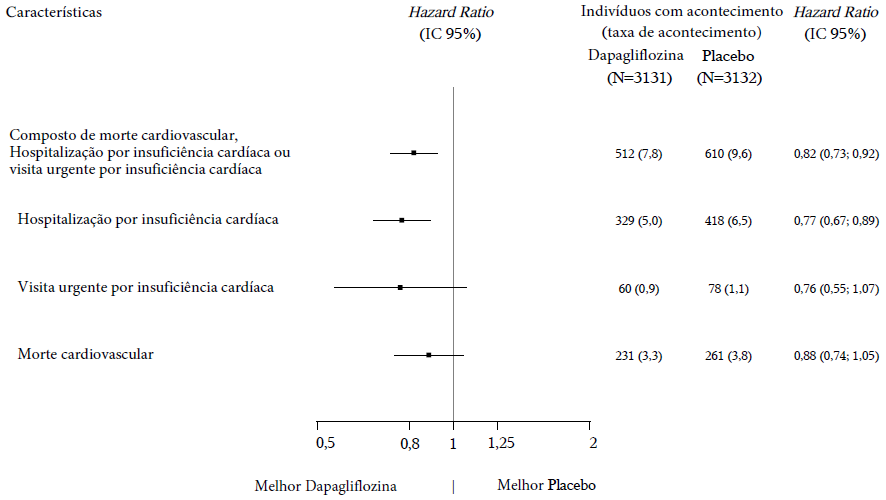 Características
Hazard Ratio
(IC 95%)
Indivíduos com acontecimento
(taxa de acontecimento)
Dapagliflozina
(N=3131)
Placebo
(N=3132)
Hazard Ratio
(IC 95%)
Composto de morte cardiovascular,
Hospitalização por insuficiência cardíaca ou
visita urgente por insuficiência cardíaca
512 (7,8) 610 (9,6) 0,82 (0,73; 0,92)
Hospitalização por insuficiência cardíaca 329 (5,0) 418 (6,5) 0,77 (0,67; 0,89)
Visita urgente por insuficiência cardíaca 60 (0,9) 78 (1,1) 0,76 (0,55; 1,07)
Morte cardiovascular 231 (3,3) 261 (3,8) 0,88 (0,74; 1,05)
0,5 0,8 1 1,25 2
Melhor Dapagliflozina | Melhor Placebo